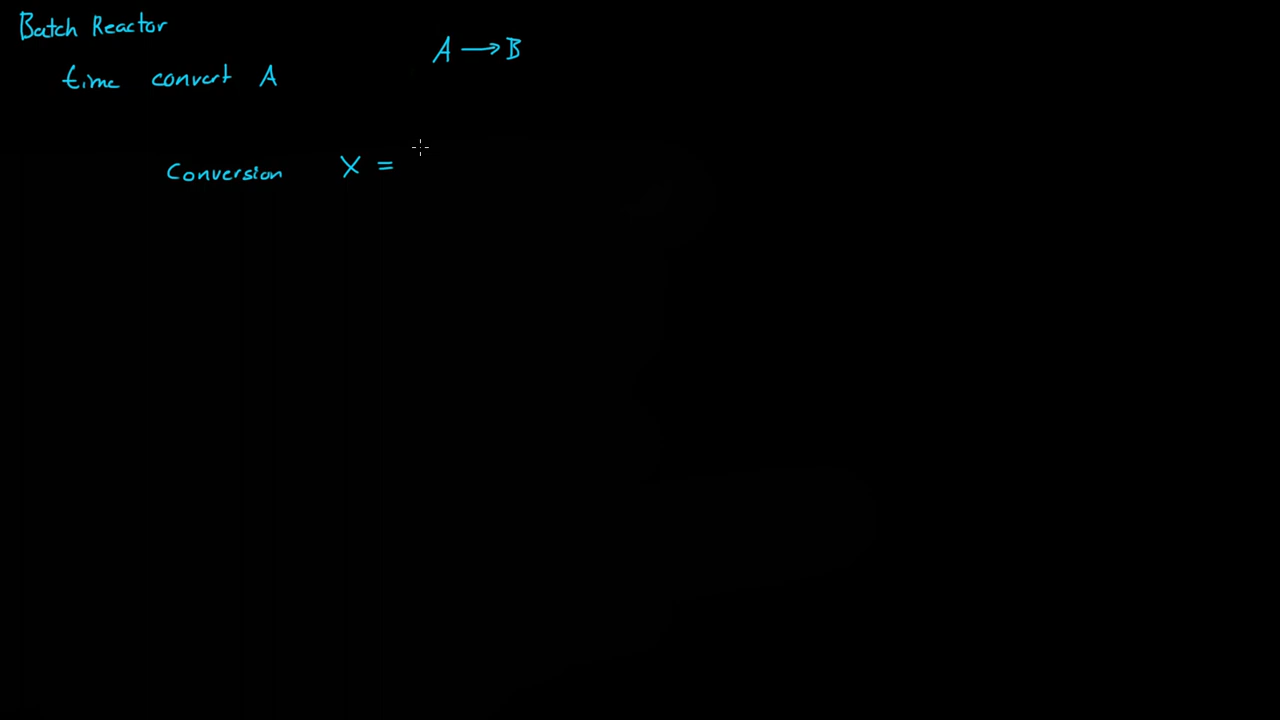 Batch Reactor
A → B
time convert A
Conversion X =